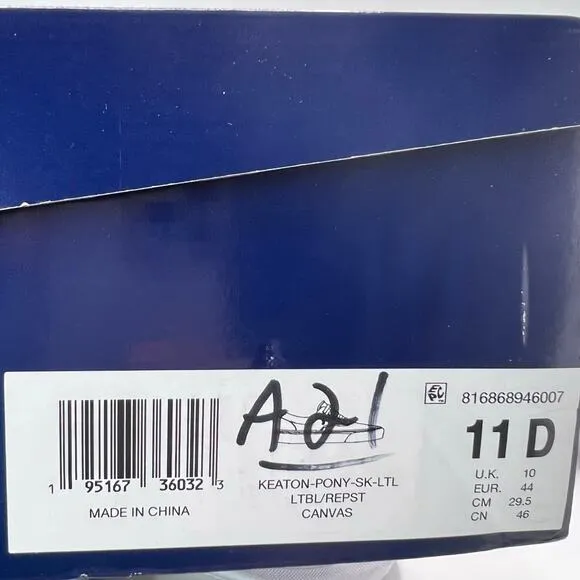 816868946007
A21
11 D
1 95167 36032 3
MADE IN CHINA
KEATON-PONY-SK-LTL
LTBL/REPST
CANVAS
U.K. 10
EUR. 44
CM 29.5
CN 46